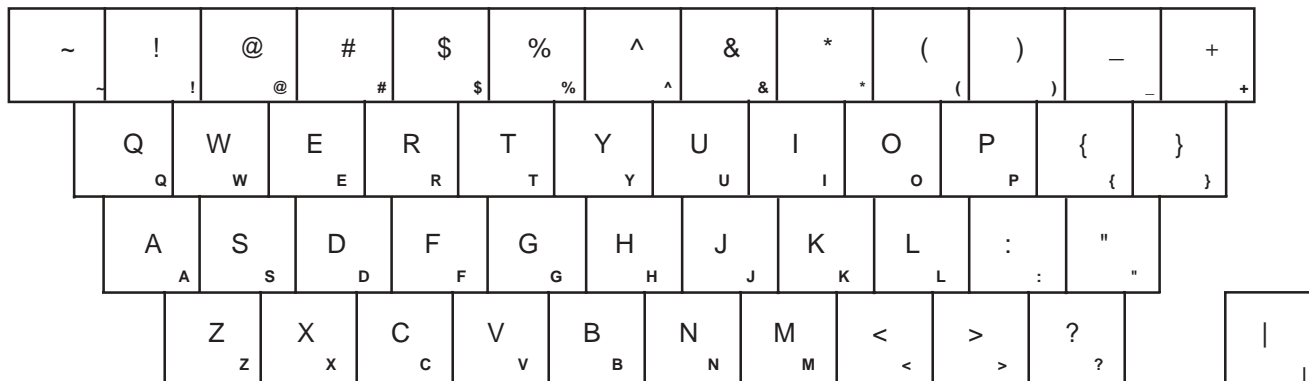 ~ ! @ # $ % ^ & * ( ) _ +
~ ! @ # $ % ^ & * ( ) _ +
Q W E R T Y U I O P { }
Q W E R T Y U I O P { }
A S D F G H J K L : "
A S D F G H J K L : "
Z X C V B N M < > ? |
Z X C V B N M < > ? |